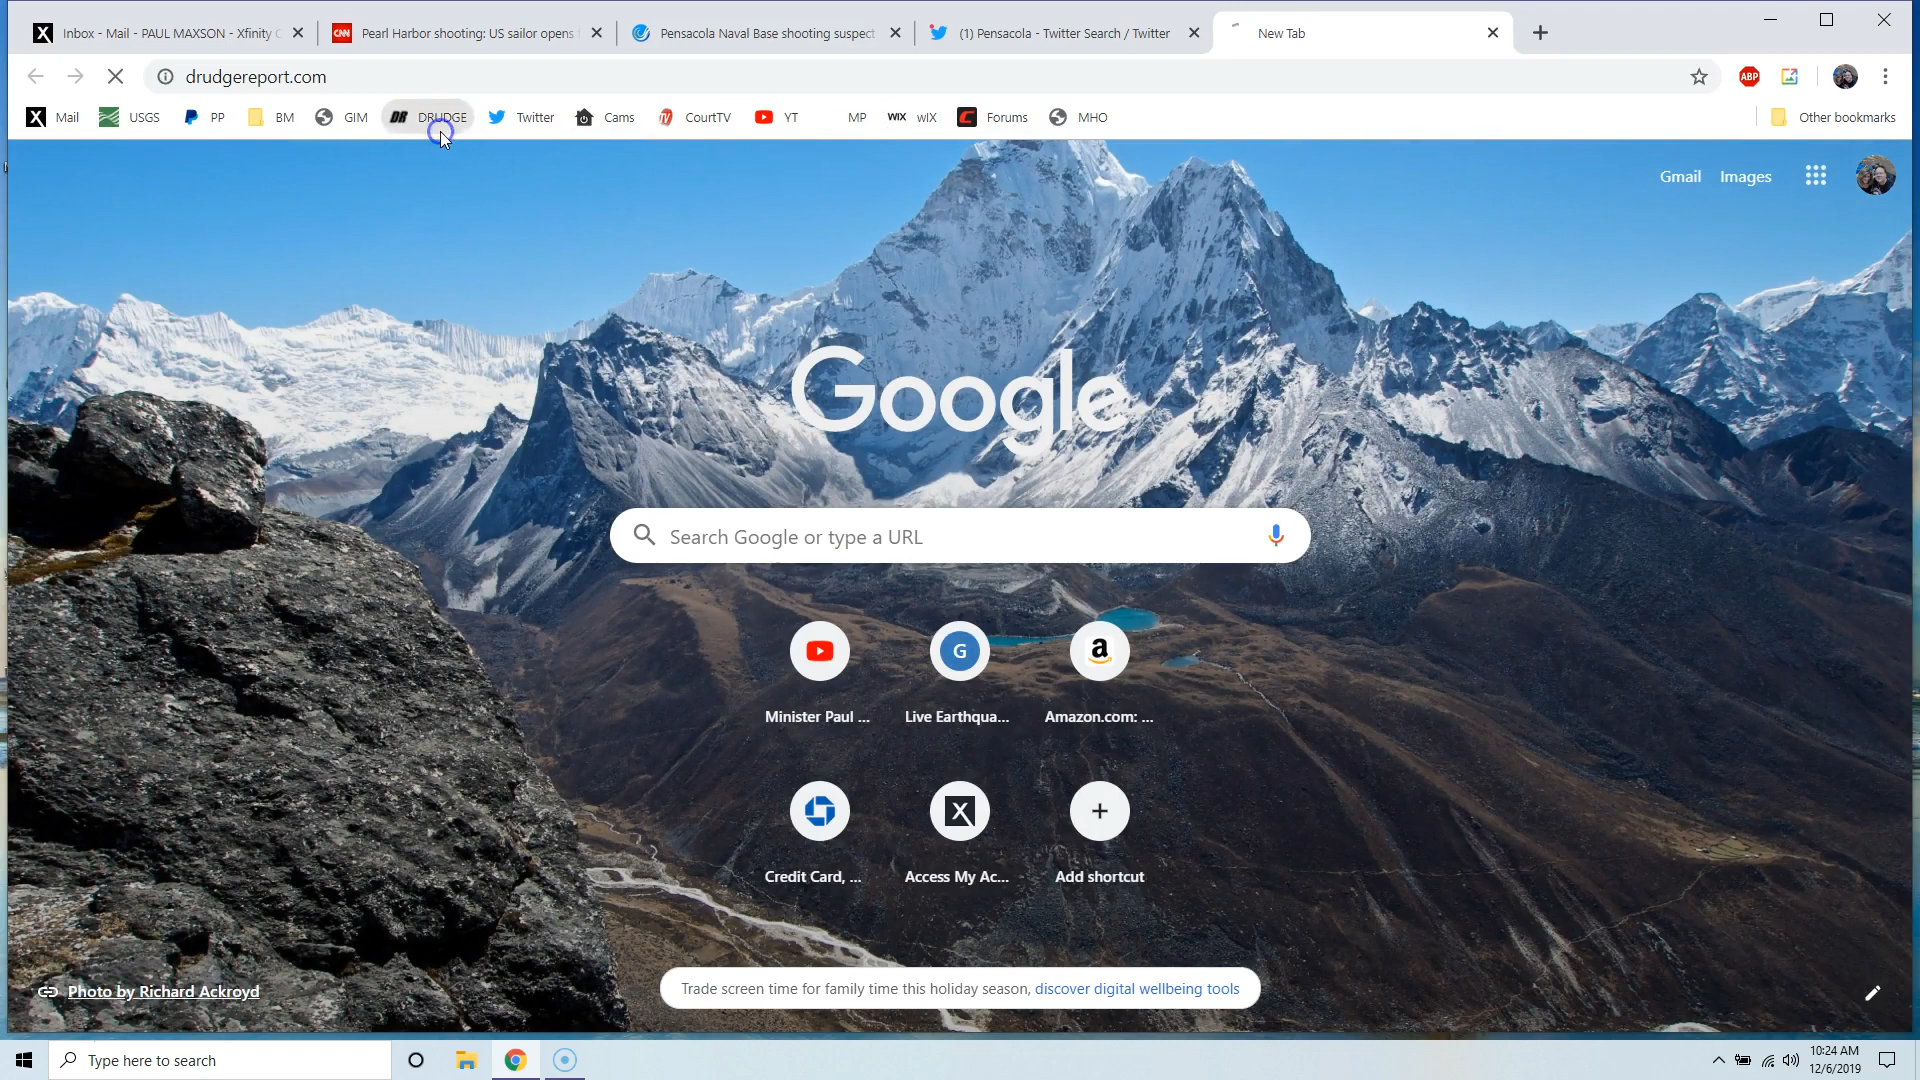 Inbox - Mail - PAUL MAXSON - Xfinity C
Pearl Harbor shooting: US sailor opens
Pensacola Naval Base shooting suspect
(1) Pensacola - Twitter Search / Twitter
New Tab
drudgereport.com
ABP
Mail
USGS
PP
BM
GIM
DR DRUDGE
Twitter
Cams
CourtTV
YT
MP
WIX wIX
Forums
MHO
Other bookmarks
Gmail
Images
Google
Search Google or type a URL
G
a
Minister Paul ...
Live Earthqua...
Amazon.com: ...
X
Credit Card, ...
Access My Ac...
Add shortcut
Trade screen time for family time this holiday season, discover digital wellbeing tools
Photo by Richard Ackroyd
Type here to search
10:24 AM
12/6/2019